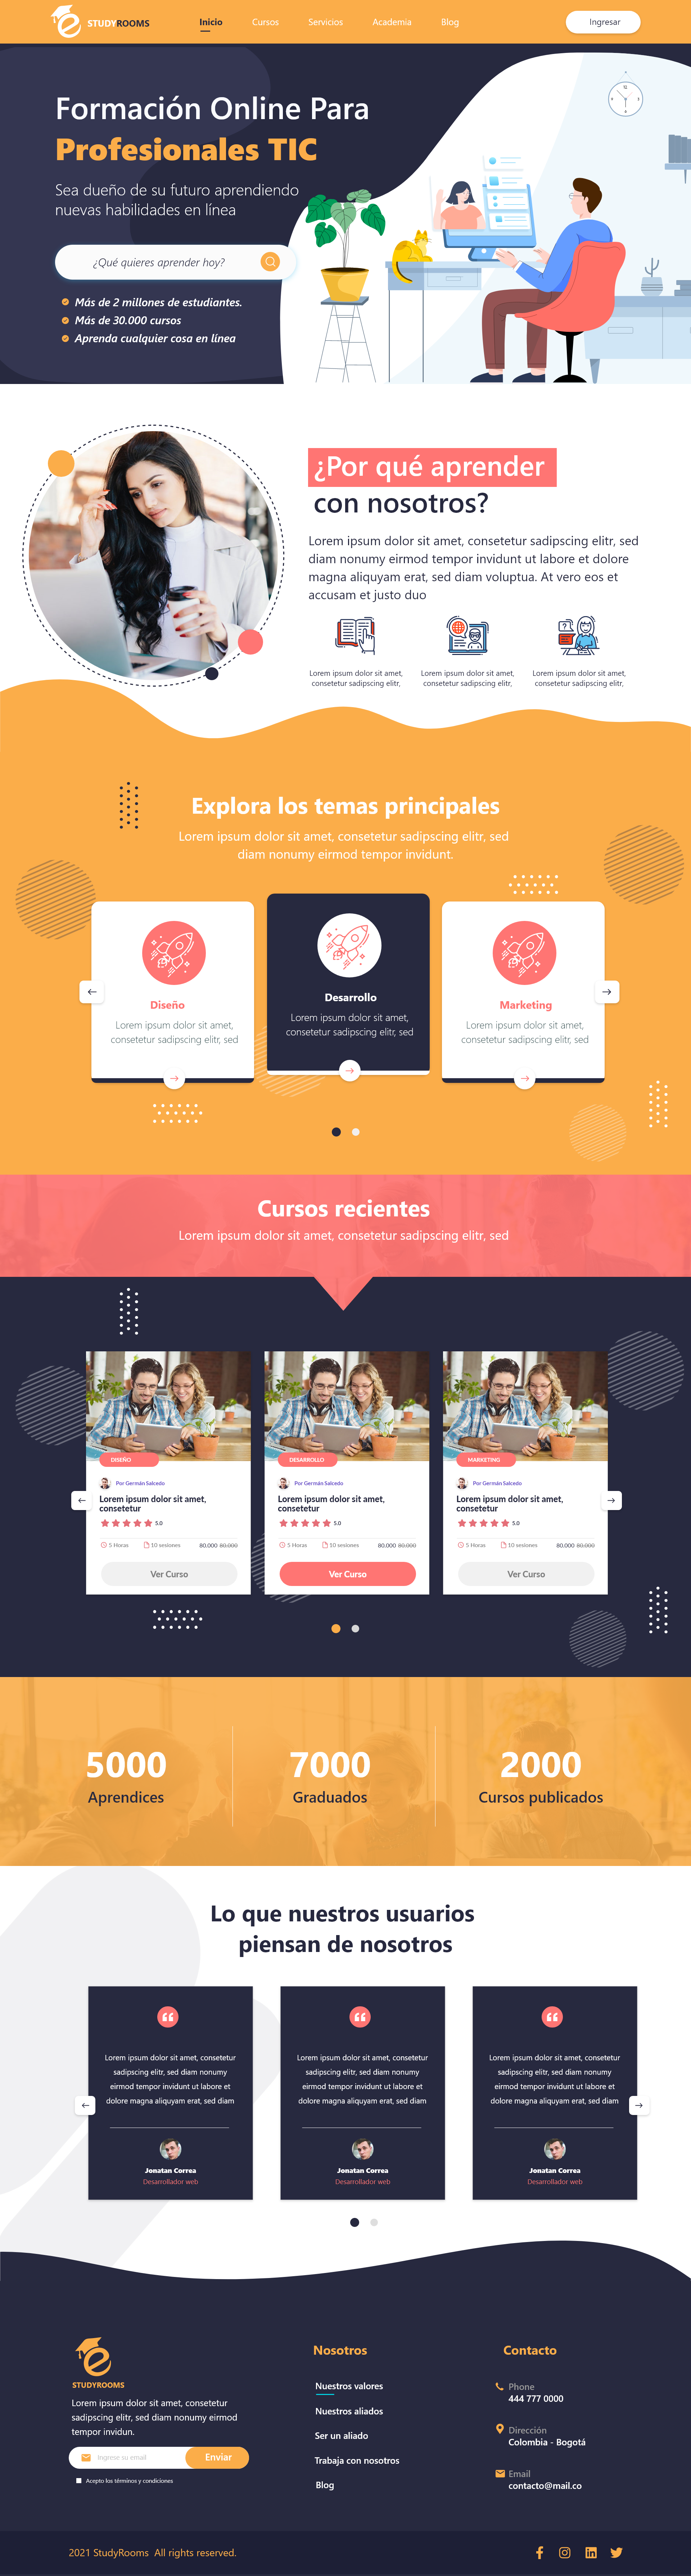 STUDYROOMS
Inicio
Cursos
Servicios
Academia
Blog
Ingresar
Formación Online Para
Profesionales TIC
Sea dueño de su futuro aprendiendo
nuevas habilidades en línea
¿Qué quieres aprender hoy?
Más de 2 millones de estudiantes.
Más de 30.000 cursos
Aprenda cualquier cosa en línea
¿Por qué aprender
con nosotros?
Lorem ipsum dolor sit amet, consetetur sadipscing elitr, sed
diam nonumy eirmod tempor invidunt ut labore et dolore
magna aliquyam erat, sed diam voluptua. At vero eos et
accusam et justo duo
Lorem ipsum dolor sit amet,
consetetur sadipscing elitr,
Lorem ipsum dolor sit amet,
consetetur sadipscing elitr,
Lorem ipsum dolor sit amet,
consetetur sadipscing elitr,
Explora los temas principales
Lorem ipsum dolor sit amet, consetetur sadipscing elitr, sed
diam nonumy eirmod tempor invidunt.
Diseño
Lorem ipsum dolor sit amet,
consetetur sadipscing elitr, sed
Desarrollo
Lorem ipsum dolor sit amet,
consetetur sadipscing elitr, sed
Marketing
Lorem ipsum dolor sit amet,
consetetur sadipscing elitr, sed
Cursos recientes
Lorem ipsum dolor sit amet, consetetur sadipscing elitr, sed
DISEÑO
Por Germán Salcedo
Lorem ipsum dolor sit amet,
consetetur
5.0
5 Horas
10 sesiones
80.000 80.000
Ver Curso
DESARROLLO
Por Germán Salcedo
Lorem ipsum dolor sit amet,
consetetur
5.0
5 Horas
10 sesiones
80.000 80.000
Ver Curso
MARKETING
Por Germán Salcedo
Lorem ipsum dolor sit amet,
consetetur
5.0
5 Horas
10 sesiones
80.000 80.000
Ver Curso
5000
Aprendices
7000
Graduados
2000
Cursos publicados
Lo que nuestros usuarios
piensan de nosotros
Lorem ipsum dolor sit amet, consetetur
sadipscing elitr, sed diam nonumy
eirmod tempor invidunt ut labore et
dolore magna aliquyam erat, sed diam
Jonatan Correa
Desarrollador web
Lorem ipsum dolor sit amet, consetetur
sadipscing elitr, sed diam nonumy
eirmod tempor invidunt ut labore et
dolore magna aliquyam erat, sed diam
Jonatan Correa
Desarrollador web
Lorem ipsum dolor sit amet, consetetur
sadipscing elitr, sed diam nonumy
eirmod tempor invidunt ut labore et
dolore magna aliquyam erat, sed diam
Jonatan Correa
Desarrollador web
STUDYROOMS
Lorem ipsum dolor sit amet, consetetur
sadipscing elitr, sed diam nonumy eirmod
tempor invidun.
Ingrese su email
Enviar
Acepto los términos y condiciones
Nosotros
Nuestros valores
Nuestros aliados
Ser un aliado
Trabaja con nosotros
Blog
Contacto
Phone
444 777 0000
Dirección
Colombia - Bogotá
Email
contacto@mail.co
2021 StudyRooms All rights reserved.